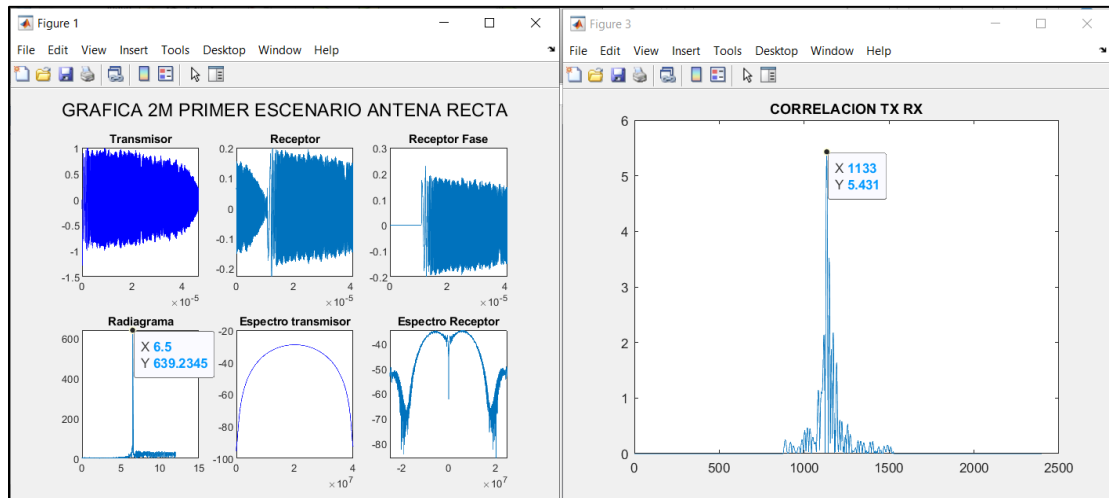 Figure 1
File Edit View Insert Tools Desktop Window Help
GRAFICA 2M PRIMER ESCENARIO ANTENA RECTA
Transmisor
1
0.5
0
-0.5
-1
-1.5
0 2 4
×10⁻⁵
Receptor
0.2
0.1
0
-0.1
-0.2
0 2 4
×10⁻⁵
Receptor Fase
0.3
0.2
0.1
0
0.1
0.2
0 2 4
×10⁻⁵
Radiagrama
600
400
200
0
0 5 10 15
X 6.5
Y 639.2345
Espectro transmisor
-20
-40
-60
-80
-100
0 2 4
×10⁷
Espectro Receptor
-40
-50
-60
-70
-80
-2 0 2
×10⁷
Figure 3
File Edit View Insert Tools Desktop Window Help
CORRELACION TX RX
6
5
4
3
2
1
0
0 500 1000 1500 2000 2500
X 1133
Y 5.431